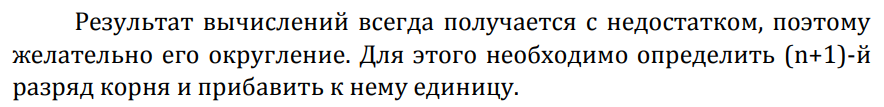 Результат вычислений всегда получается с недостатком, поэтому
желательно его округление. Для этого необходимо определить (n+1)-й
разряд корня и прибавить к нему единицу.